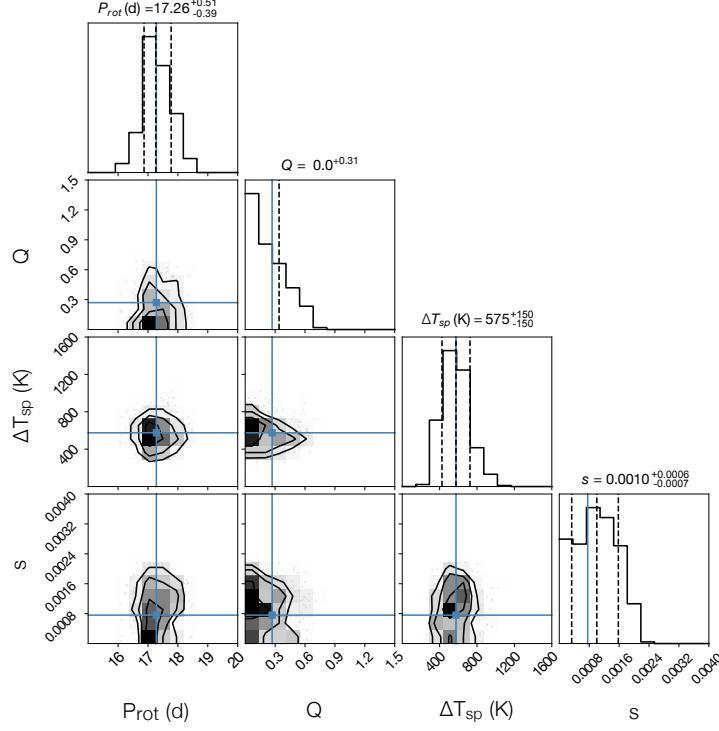 P_rot (d) =17.26 +0.51 -0.39
Q = 0.0 +0.31
1.5
1.2
0.9
0.6
0.3
Q
ΔT_sp (K) = 575 +150 -150
1600
1200
800
400
ΔT_sp (K)
s = 0.0010 +0.0006 -0.0007
0.0040
0.0032
0.0024
0.0016
0.0008
s
16 17 18 19 20
0.3 0.6 0.9 1.2 1.5
400 800 1200 1600
0.0008 0.0016 0.0024 0.0032 0.0040
P_rot (d) Q ΔT_sp (K) s